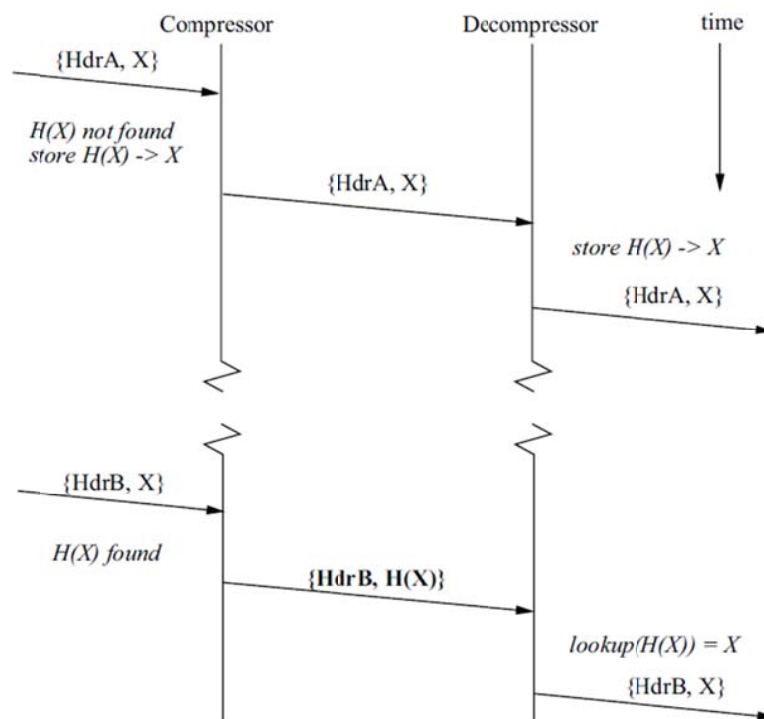 Compressor
Decompressor
time
{HdrA, X}
H(X) not found
store H(X) -> X
{HdrA, X}
store H(X) -> X
{HdrA, X}
{HdrB, X}
H(X) found
{HdrB, H(X)}
lookup(H(X)) = X
{HdrB, X}